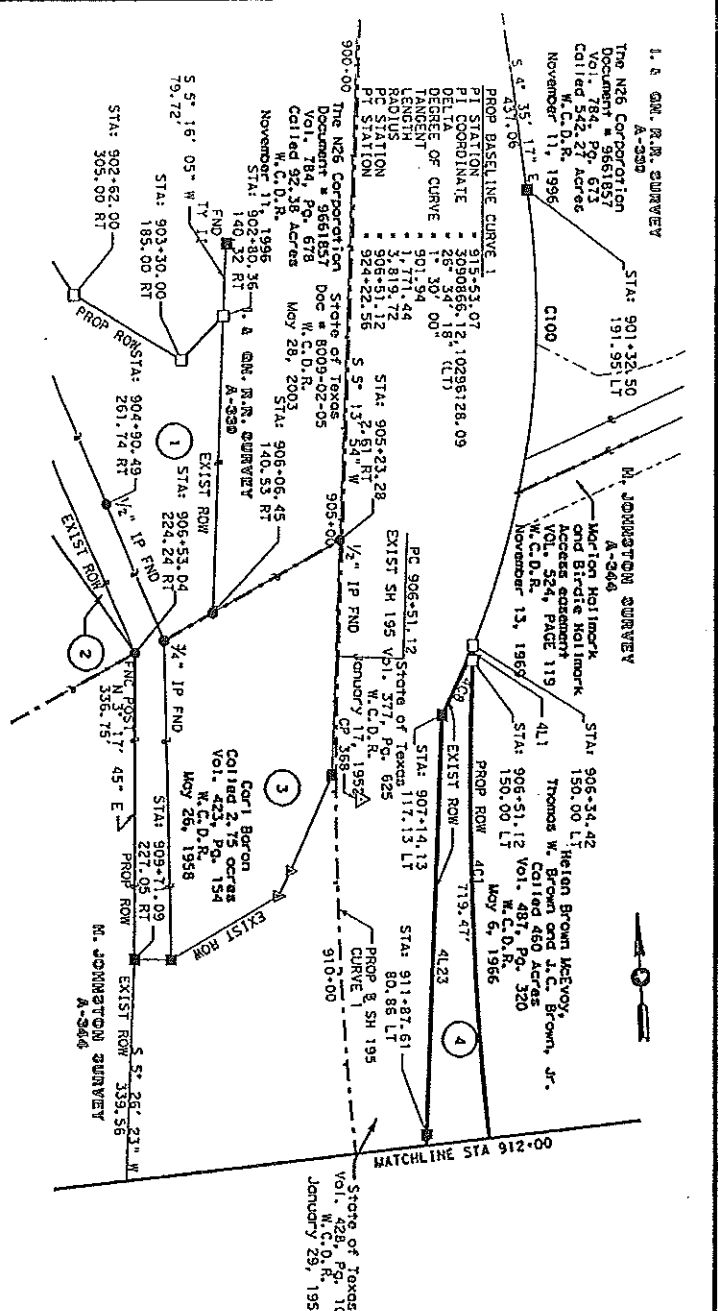 I. & GN. R.R. SURVEY
A-330
The N26 Corporation
Document # 9661857
Vol. 784, Pg. 673
Called 542.27 Acres
W.C.D.R.
November 11, 1996
S 4° 35' 17" E
437.06
STA: 901+32.50
191.95' LT
C100
M. JOHNSTON SURVEY
A-344
Marion Hallmark
and Birdie Hallmark
Access easement
VOL. 524, PAGE 119
W.C.D.R.
November 13, 1969
STA: 906+34.42
150.00 LT
4L1
STA: 906+51.12
150.00 LT
Helen Brown McEvoy,
Thomas W. Brown and J.C. Brown, Jr.
Called 460 Acres
Vol. 487, Pg. 320
W.C.D.R.
May 6, 1966
PROP ROW
4C1
719.47'
EXIST ROW
STA: 907+14.13
117.13 LT
4L23
4
STA: 911+87.61
80.86 LT
MATCHLINE STA 912+00
PROP BASELINE CURVE 1
PI STATION = 915+53.07
PI COORDINATE = 3090866.12,10296128.09
DELTA = 26° 34' 18" (LT)
DEGREE OF CURVE = 1° 30' 00"
TANGENT = 901.94
LENGTH = 1,771.44
RADIUS = 3,819.72
PC STATION = 906+51.12
PT STATION = 924+22.56
900+00
905+00
910+00
STA: 905+23.28
2.61 RT
S 5° 13' 54" W
1/2" IP FND
PC 906+51.12
EXIST SH 195
State of Texas
Vol. 377, Pg. 625
W.C.D.R.
January 17, 1952
CP 368
PROP B SH 195
CURVE 1
State of Texas
Vol. 428, Pg. 10
W.C.D.R.
January 29, 195
The N26 Corporation
Document # 9661857
Vol. 784, Pg. 678
Called 92.38 Acres
W.C.D.R.
November 11, 1996
State of Texas
Doc # 8009-02-05
W.C.D.R.
May 28, 2003
STA: 902+80.36
140.32 RT
TY II
FND
S 5° 16' 05" W
79.72'
I. & GN. R.R. SURVEY
A-330
EXIST ROW
STA: 906+06.45
140.53 RT
STA: 903+30.00
185.00 RT
STA: 902+62.00
305.00 RT
PROP ROW
1
STA: 904+90.49
261.74 RT
1/2" IP FND
STA: 906+53.04
224.24 RT
3/4" IP FND
EXIST ROW
2
FNC POST
N 3° 17' 45" E
336.75'
3
Carl Baron
Called 2.75 acres
Vol. 423, Pg. 154
W.C.D.R.
May 26, 1958
EXIST ROW
STA: 909+71.09
227.05 RT
PROP ROW
EXIST ROW
S 5° 26' 23" W
339.56
M. JOHNSTON SURVEY
A-344